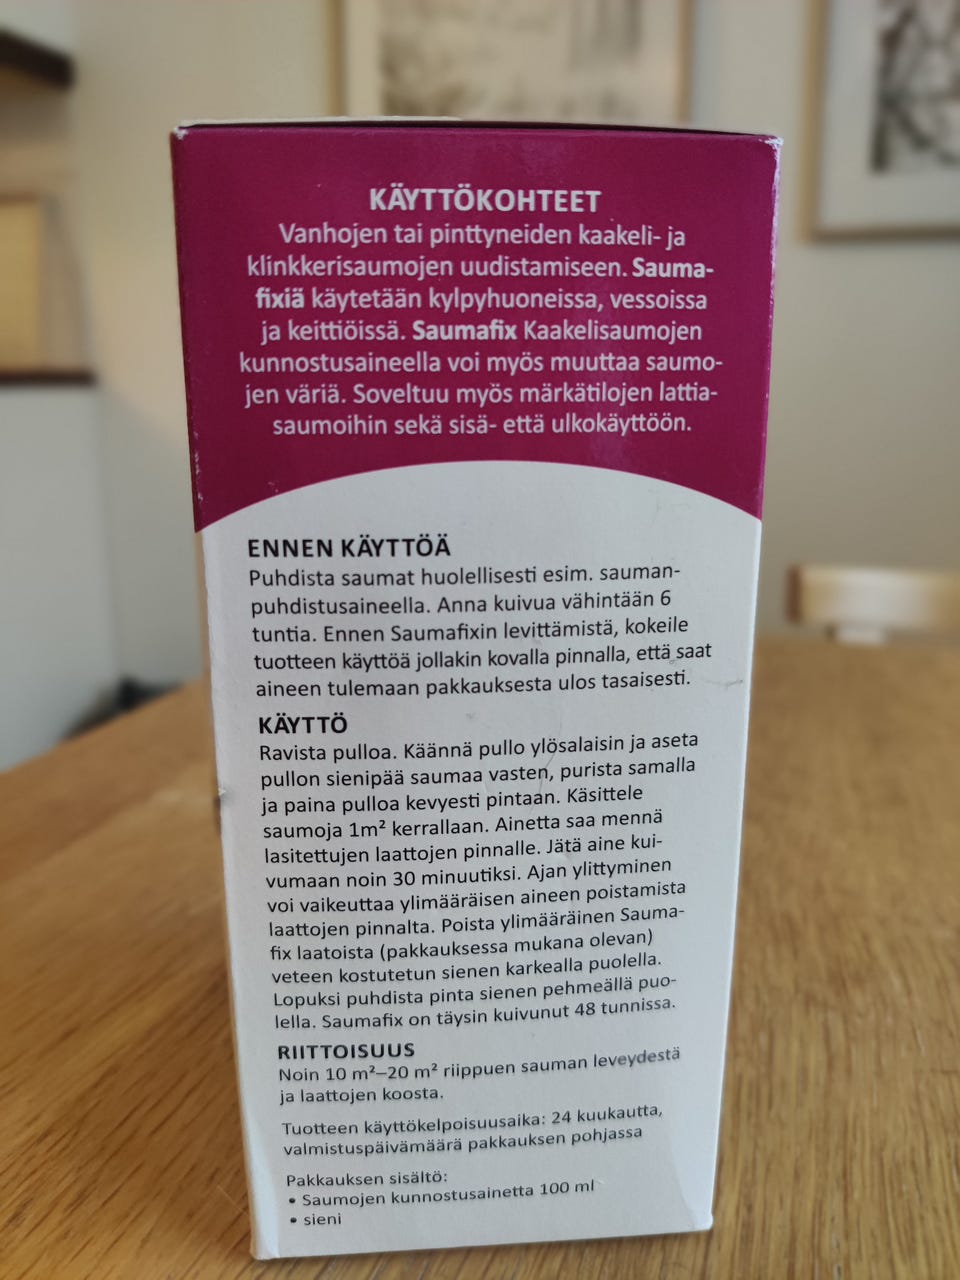 KÄYTTÖKOHTEET
Vanhojen tai pinttyneiden kaakeli- ja
klinkkerisaumojen uudistamiseen. Sauma-
fixiä käytetään kylpyhuoneissa, vessoissa
ja keittiöissä. Saumafix Kaakelisaumojen
kunnostusaineella voi myös muuttaa saumo-
jen väriä. Soveltuu myös märkätilojen lattia-
saumoihin sekä sisä- että ulkokäyttöön.
ENNEN KÄYTTÖÄ
Puhdista saumat huolellisesti esim. sauman-
puhdistusaineella. Anna kuivua vähintään 6
tuntia. Ennen Saumafixin levittämistä, kokeile
tuotteen käyttöä jollakin kovalla pinnalla, että saat
aineen tulemaan pakkauksesta ulos tasaisesti.
KÄYTTÖ
Ravista pulloa. Käännä pullo ylösalaisin ja aseta
pullon sienipää saumaa vasten, purista samalla
ja paina pulloa kevyesti pintaan. Käsittele
saumoja 1m² kerrallaan. Ainetta saa mennä
lasitettujen laattojen pinnalle. Jätä aine kui-
vumaan noin 30 minuutiksi. Ajan ylittyminen
voi vaikeuttaa ylimääräisen aineen poistamista
laattojen pinnalta. Poista ylimääräinen Sauma-
fix laatoista (pakkauksessa mukana olevan)
veteen kostutetun sienen karkealla puolella.
Lopuksi puhdista pinta sienen pehmeällä puo-
lella. Saumafix on täysin kuivunut 48 tunnissa.
RIITTOISUUS
Noin 10 m²–20 m² riippuen sauman leveydestä
ja laattojen koosta.
Tuotteen käyttökelpoisuusaika: 24 kuukautta,
valmistuspäivämäärä pakkauksen pohjassa
Pakkauksen sisältö:
• Saumojen kunnostusainetta 100 ml
• sieni